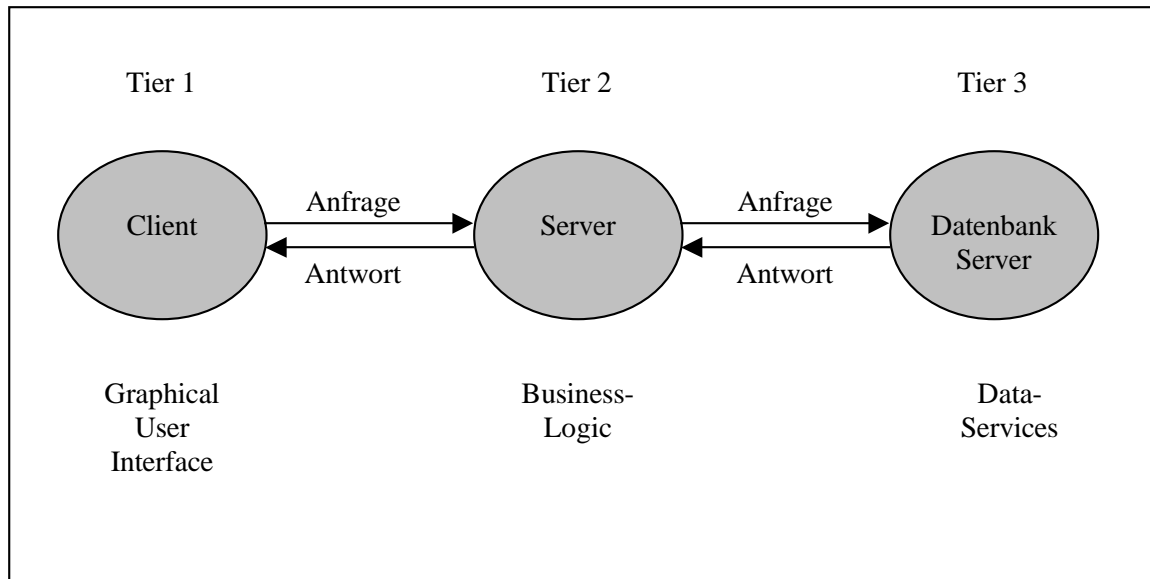 Tier 1
Tier 2
Tier 3
Client
Anfrage
Antwort
Server
Anfrage
Antwort
Datenbank
Server
Graphical
User
Interface
Business-
Logic
Data-
Services